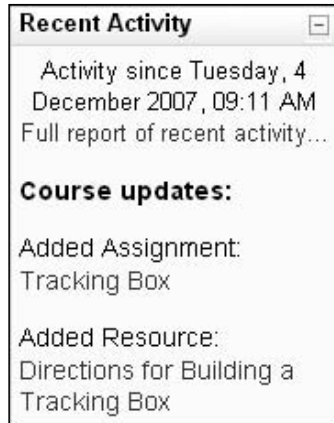 Recent Activity
Activity since Tuesday, 4
December 2007, 09:11 AM
Full report of recent activity...
Course updates:
Added Assignment:
Tracking Box
Added Resource:
Directions for Building a
Tracking Box